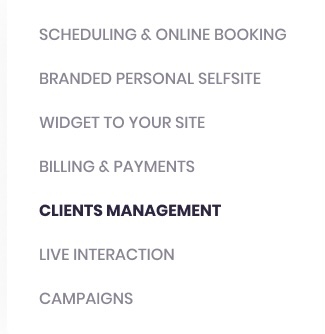 SCHEDULING & ONLINE BOOKING
BRANDED PERSONAL SELFSITE
WIDGET TO YOUR SITE
BILLING & PAYMENTS
CLIENTS MANAGEMENT
LIVE INTERACTION
CAMPAIGNS